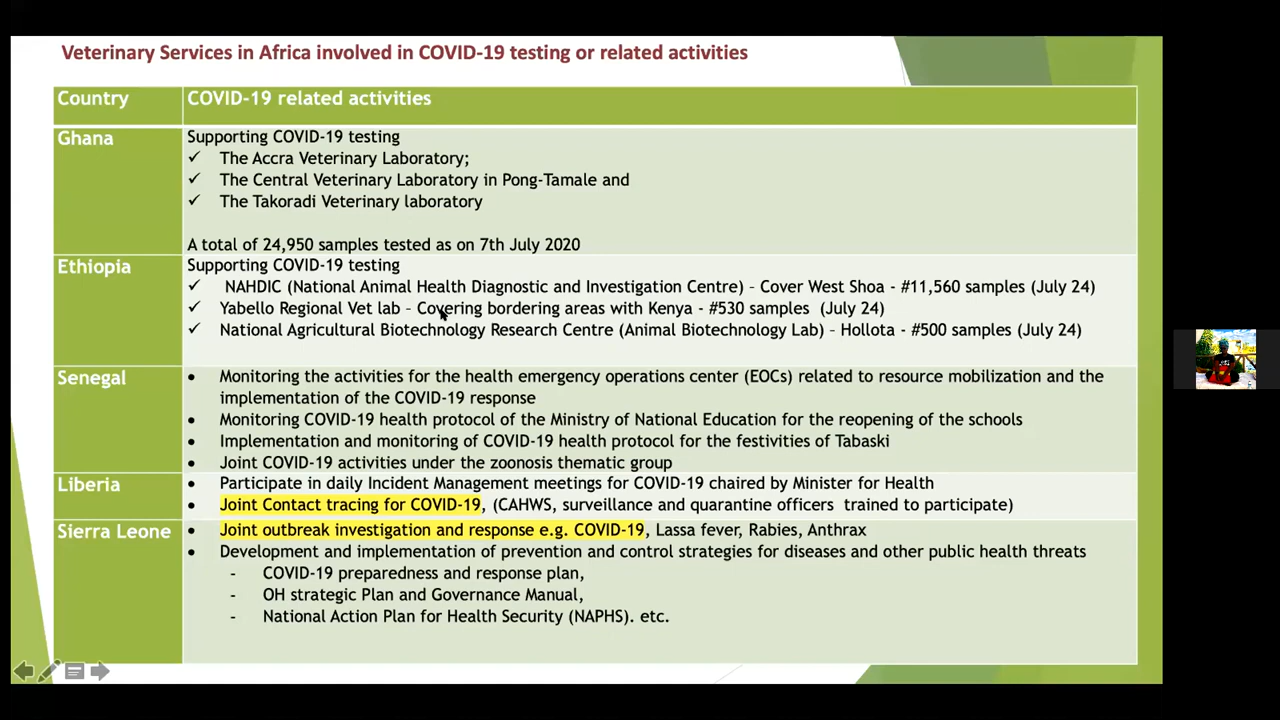 Veterinary Services in Africa involved in COVID-19 testing or related activities
Country
COVID-19 related activities
Ghana
Supporting COVID-19 testing
✓ The Accra Veterinary Laboratory;
✓ The Central Veterinary Laboratory in Pong-Tamale and
✓ The Takoradi Veterinary laboratory
A total of 24,950 samples tested as on 7th July 2020
Ethiopia
Supporting COVID-19 testing
✓ NAHDIC (National Animal Health Diagnostic and Investigation Centre) – Cover West Shoa - #11,560 samples (July 24)
✓ Yabello Regional Vet lab – Covering bordering areas with Kenya - #530 samples (July 24)
✓ National Agricultural Biotechnology Research Centre (Animal Biotechnology Lab) – Hollota - #500 samples (July 24)
Senegal
• Monitoring the activities for the health emergency operations center (EOCs) related to resource mobilization and the
implementation of the COVID-19 response
• Monitoring COVID-19 health protocol of the Ministry of National Education for the reopening of the schools
• Implementation and monitoring of COVID-19 health protocol for the festivities of Tabaski
• Joint COVID-19 activities under the zoonosis thematic group
Liberia
• Participate in daily Incident Management meetings for COVID-19 chaired by Minister for Health
• Joint Contact tracing for COVID-19, (CAHWS, surveillance and quarantine officers trained to participate)
Sierra Leone
• Joint outbreak investigation and response e.g. COVID-19, Lassa fever, Rabies, Anthrax
• Development and implementation of prevention and control strategies for diseases and other public health threats
- COVID-19 preparedness and response plan,
- OH strategic Plan and Governance Manual,
- National Action Plan for Health Security (NAPHS). etc.